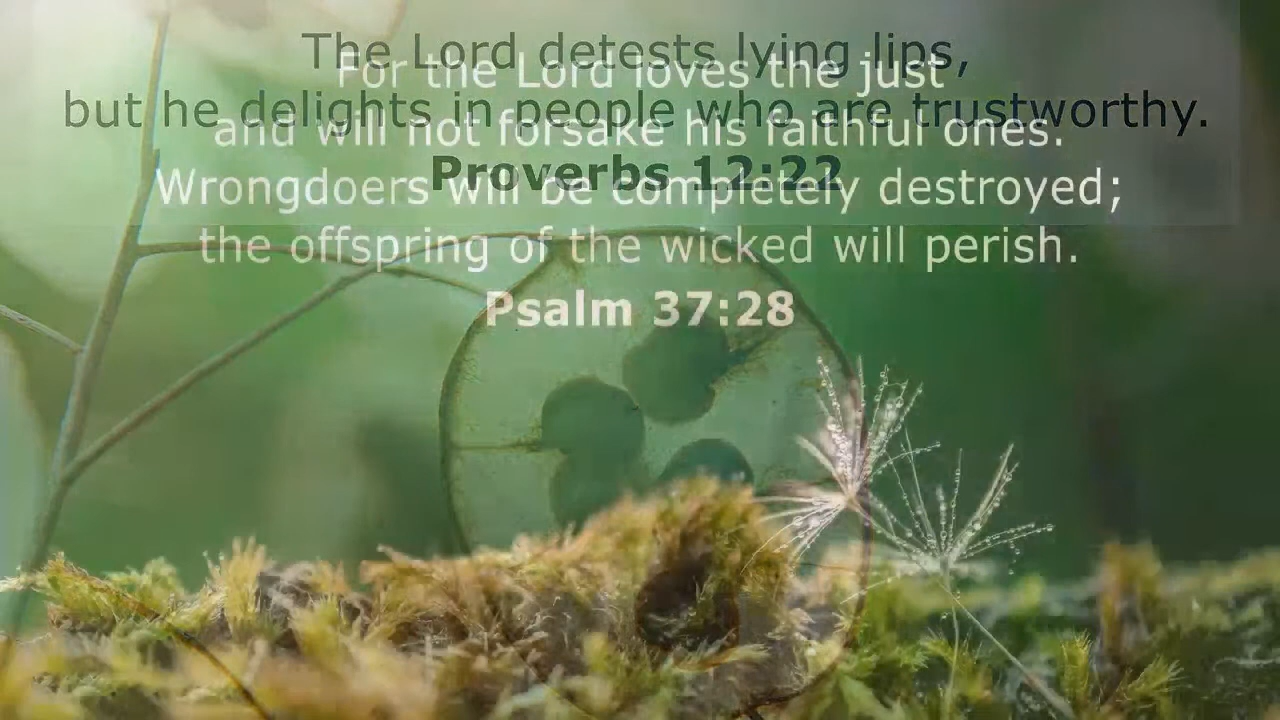 The Lord detests lying lips,
but he delights in people who are trustworthy.
Proverbs 12:22
For the Lord loves the just
and will not forsake his faithful ones.
Wrongdoers will be completely destroyed;
the offspring of the wicked will perish.
Psalm 37:28